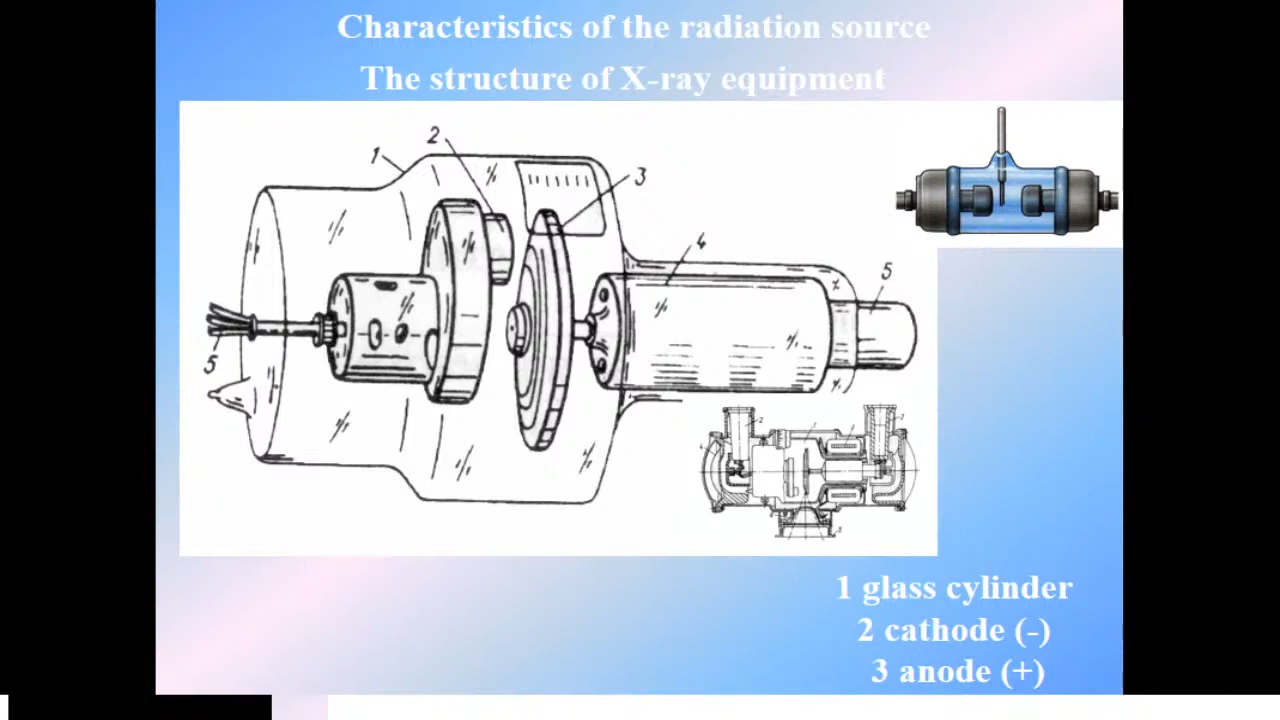 Characteristics of the radiation source
The structure of X-ray equipment
1
2
3
4
5
5
1 glass cylinder
2 cathode (-)
3 anode (+)